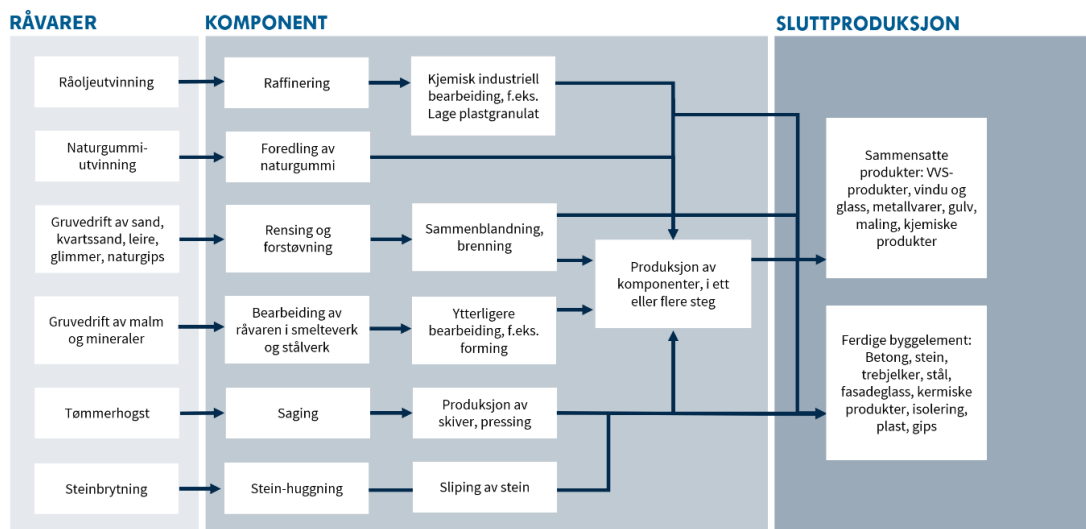 RÅVARER
KOMPONENT
SLUTTPRODUKSJON
Råoljeutvinning
Raffinering
Kjemisk industriell
bearbeiding, f.eks.
Lage plastgranulat
Naturgummi-
utvinning
Foredling av
naturgummi
Gruvedrift av sand,
kvartssand, leire,
glimmer, naturgips
Rensing og
forstøvning
Sammenblandning,
brenning
Gruvedrift av malm
og mineraler
Bearbeiding av
råvaren i smelteverk
og stålverk
Ytterligere
bearbeiding, f.eks.
forming
Tømmerhogst
Saging
Produksjon av
skiver, pressing
Steinbrytning
Stein-huggning
Sliping av stein
Produksjon av
komponenter, i ett
eller flere steg
Sammensatte
produkter: VVS-
produkter, vindu og
glass, metallvarer, gulv,
maling, kjemiske
produkter
Ferdige byggelement:
Betong, stein,
trebjelker, stål,
fasadeglass, kermiske
produkter, isolering,
plast, gips